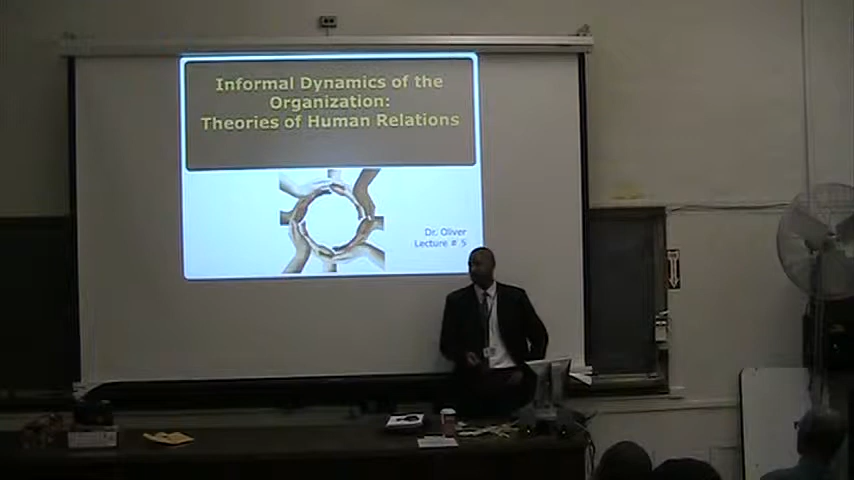 Informal Dynamics of the
Organization:
Theories of Human Relations
Dr. Oliver
Lecture # 5